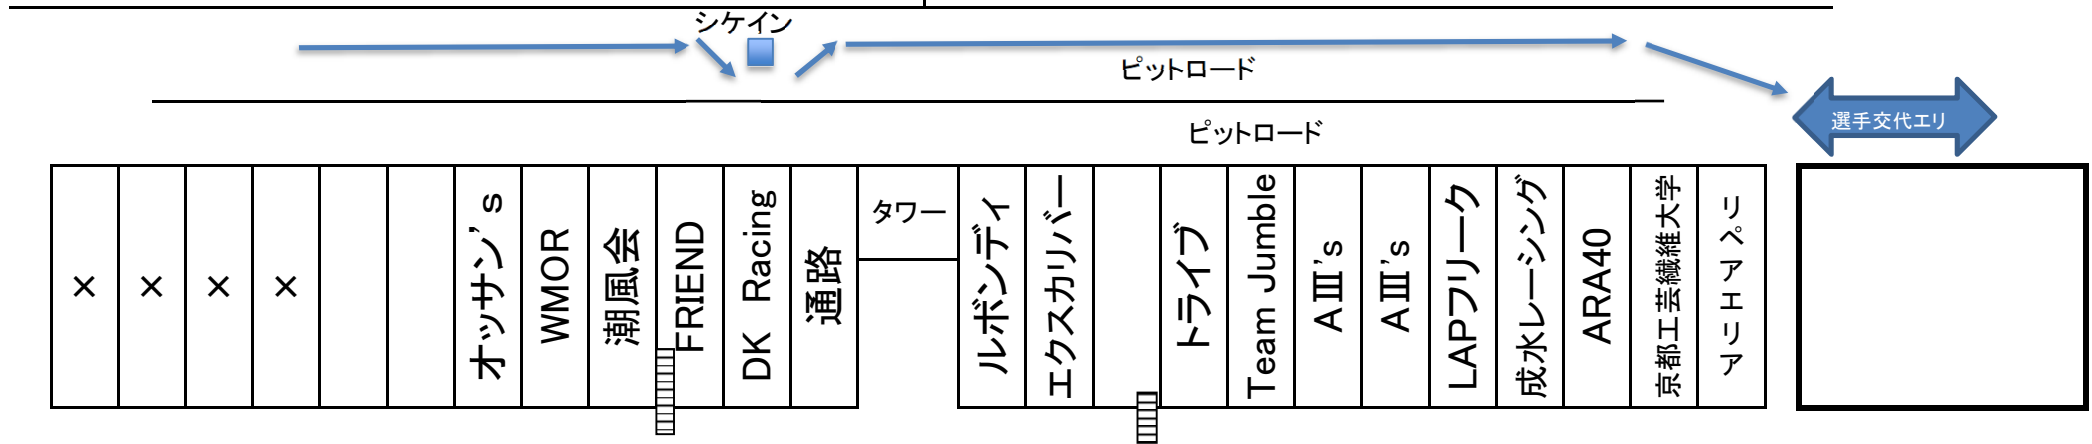 シケイン
ピットロード
ピットロード
選手交代エリ
×
×
×
×
オッサン's
WMOR
潮風会
FRIEND
DK Racing
通路
タワー
ルボンディ
エクスカリバー
トライブ
Team Jumble
AⅢ's
AⅢ's
LAPフリーク
成水レーシング
ARA40
京都工芸繊維大学
リペアエリア